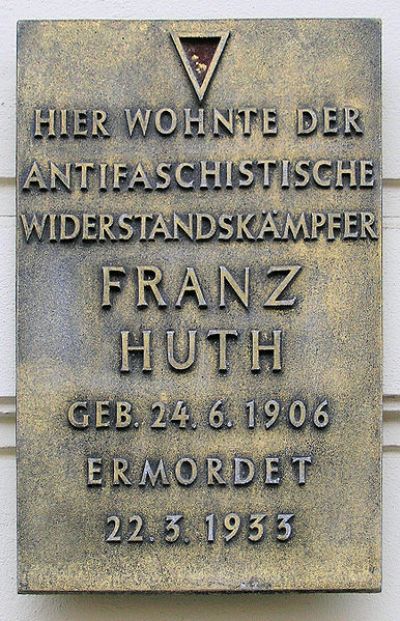 HIER WOHNTE DER
ANTIFASCHISTISCHE
WIDERSTANDSKÄMPFER
FRANZ
HUTH
GEB. 24.6.1906
ERMORDET
22.3.1933